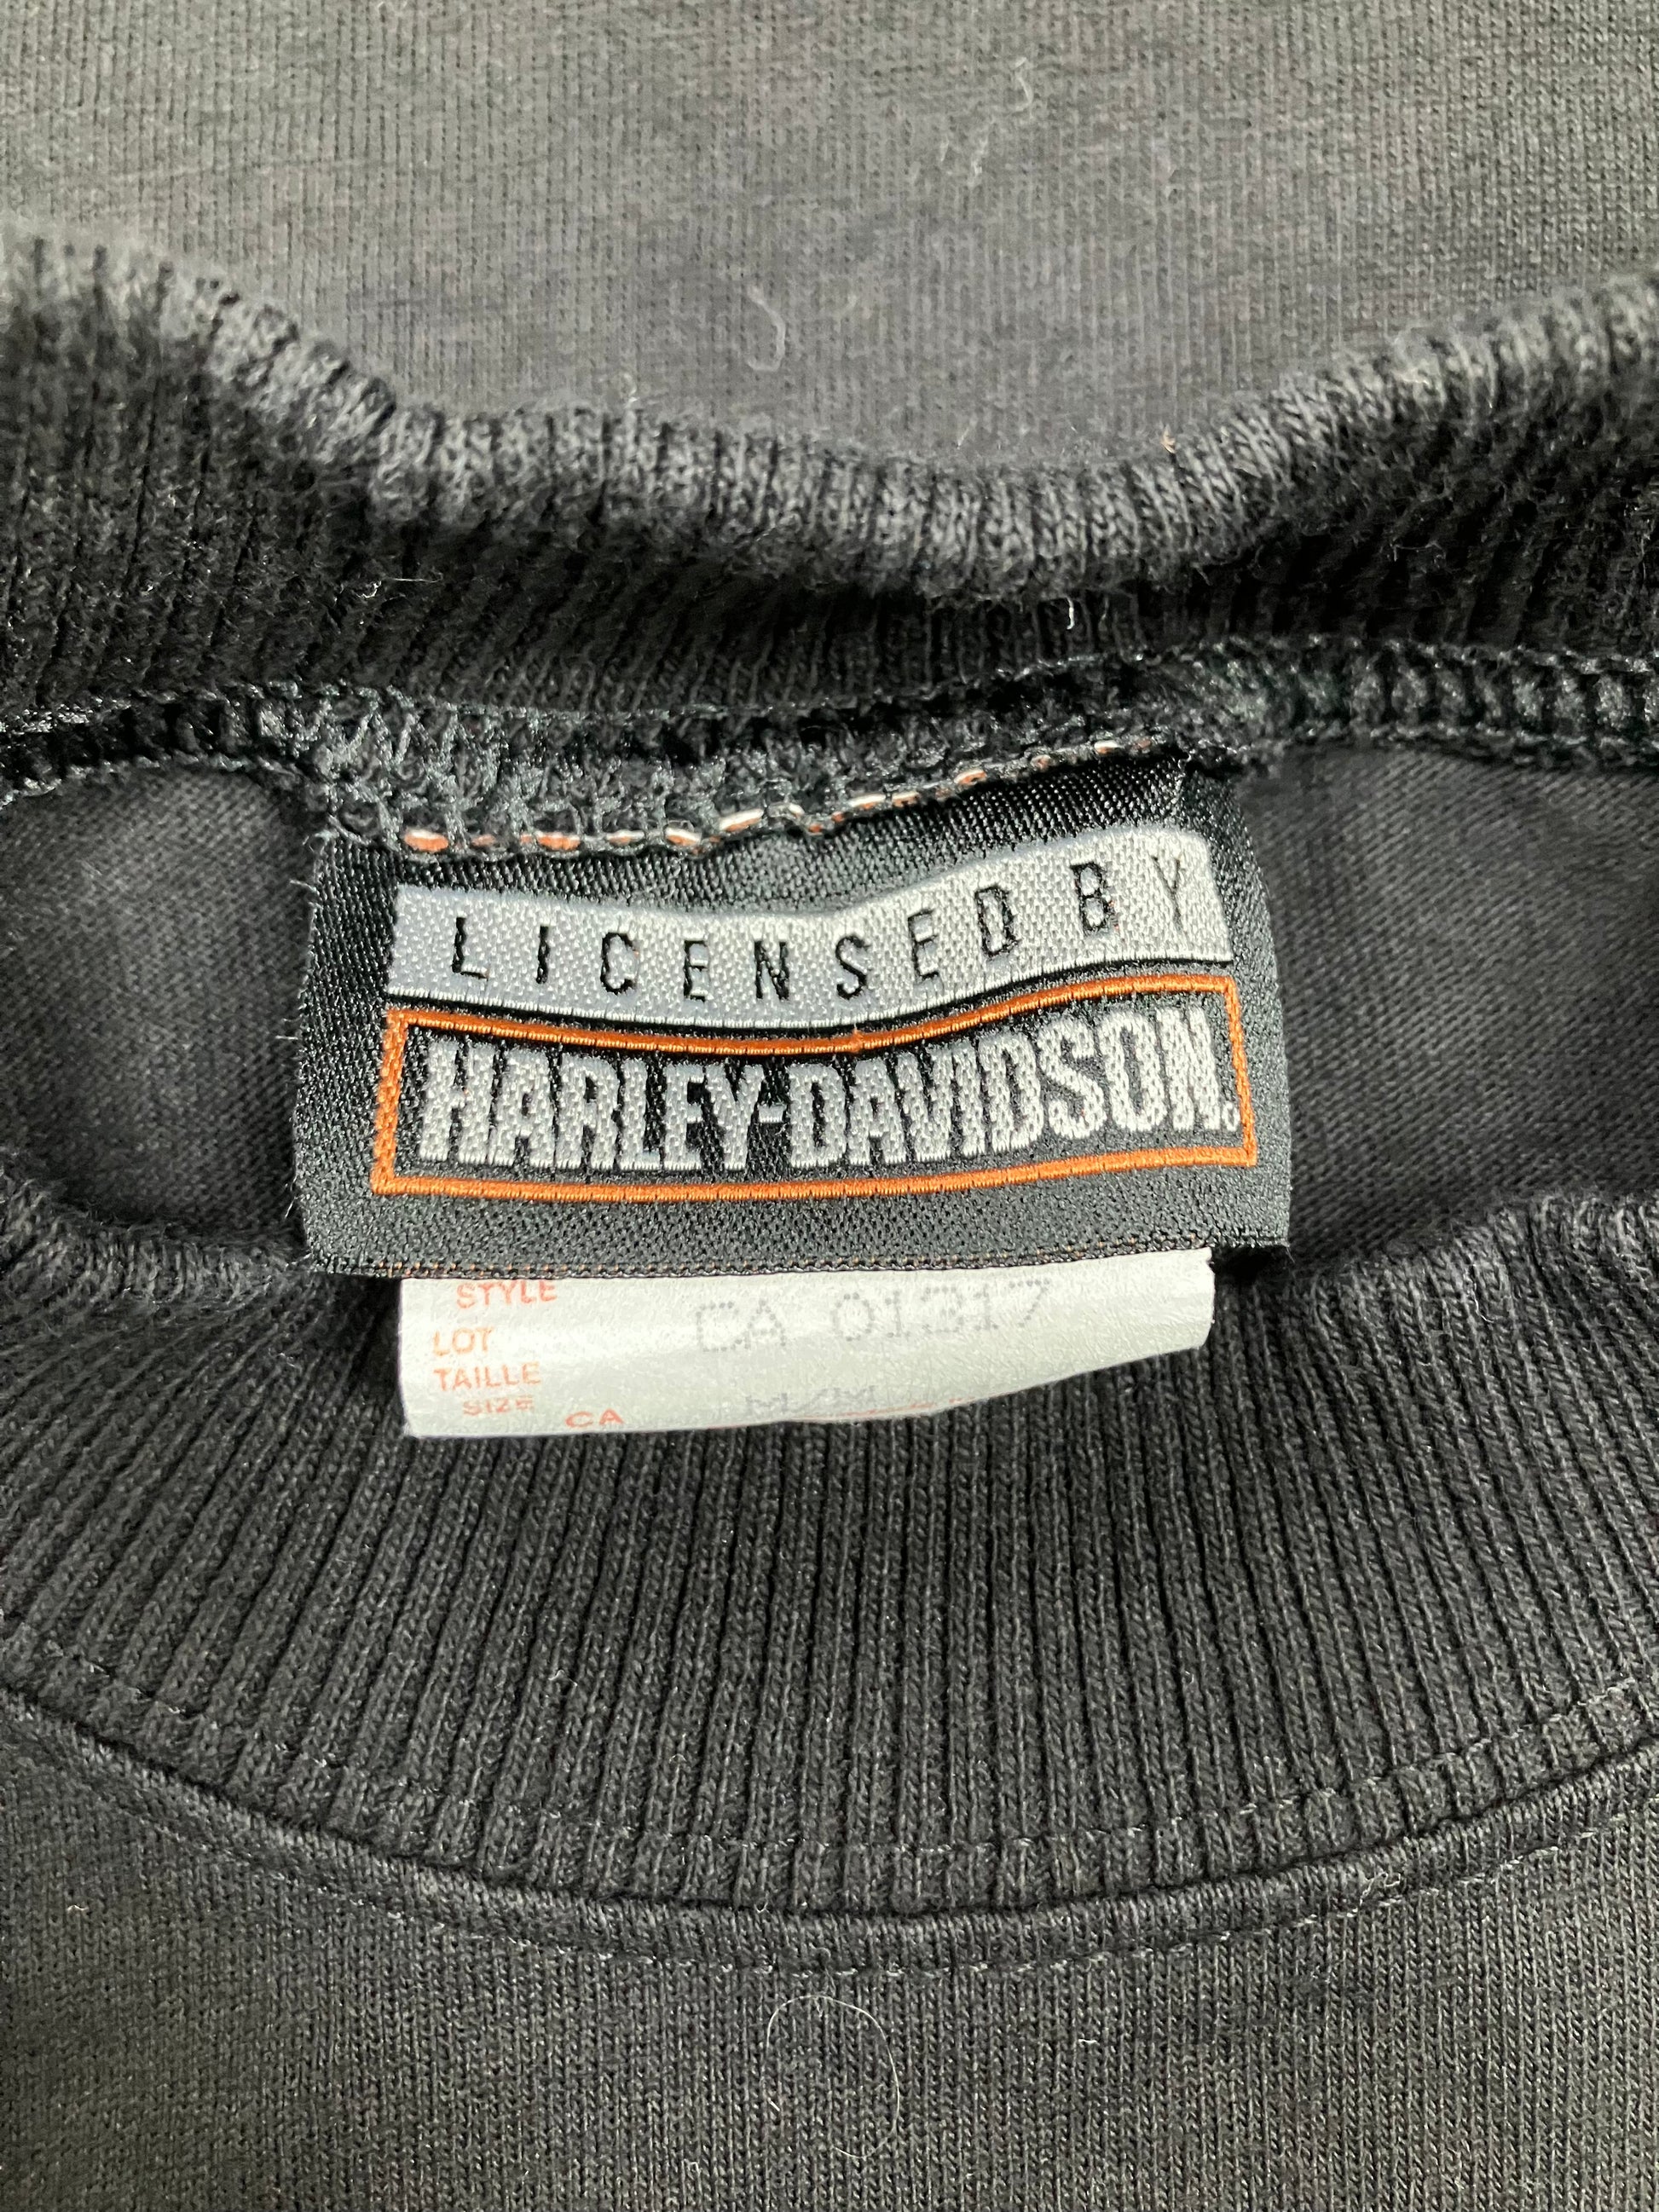 LICENSED BY
HARLEY-DAVIDSON®
STYLE
LOT CA 01317
TAILLE
SIZE M/M
CA